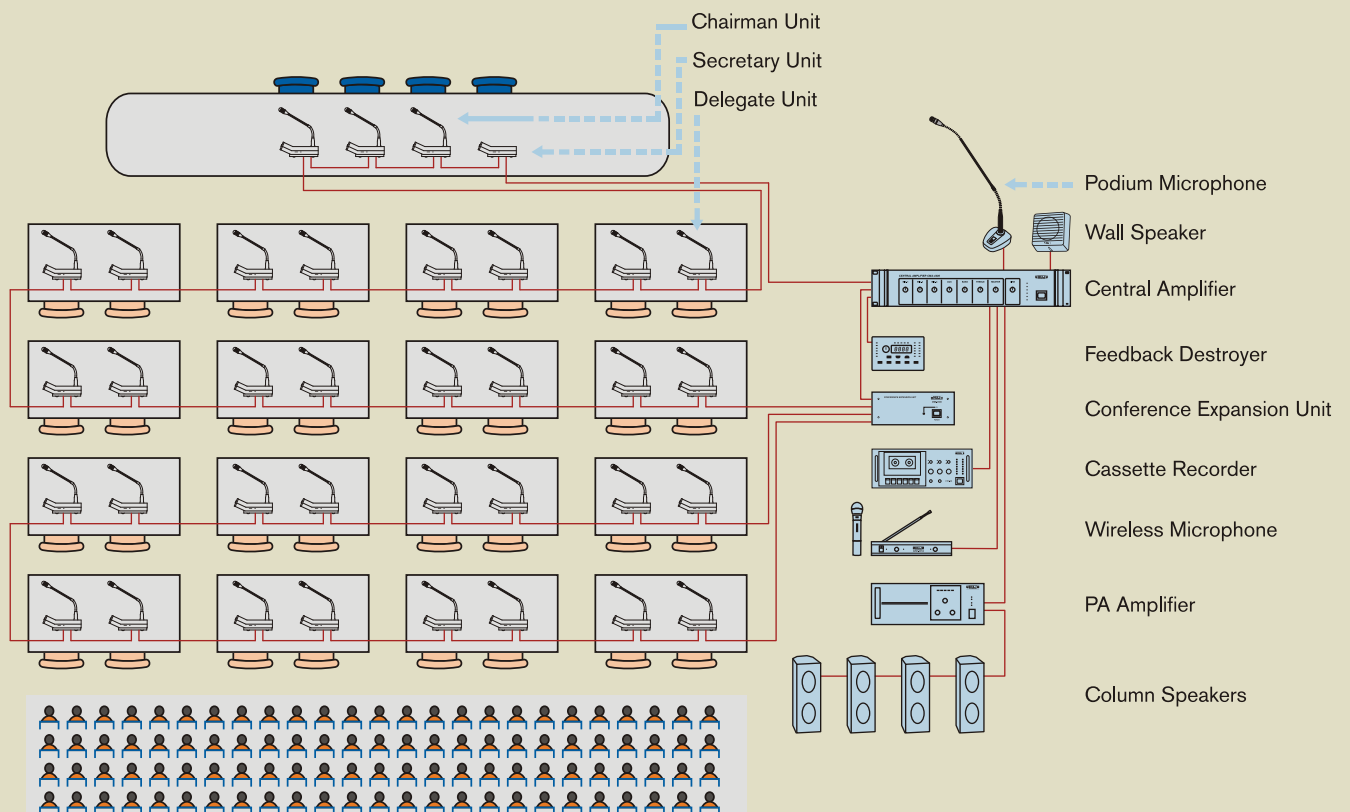 Chairman Unit
Secretary Unit
Delegate Unit
Podium Microphone
Wall Speaker
Central Amplifier
Feedback Destroyer
Conference Expansion Unit
Cassette Recorder
Wireless Microphone
PA Amplifier
Column Speakers